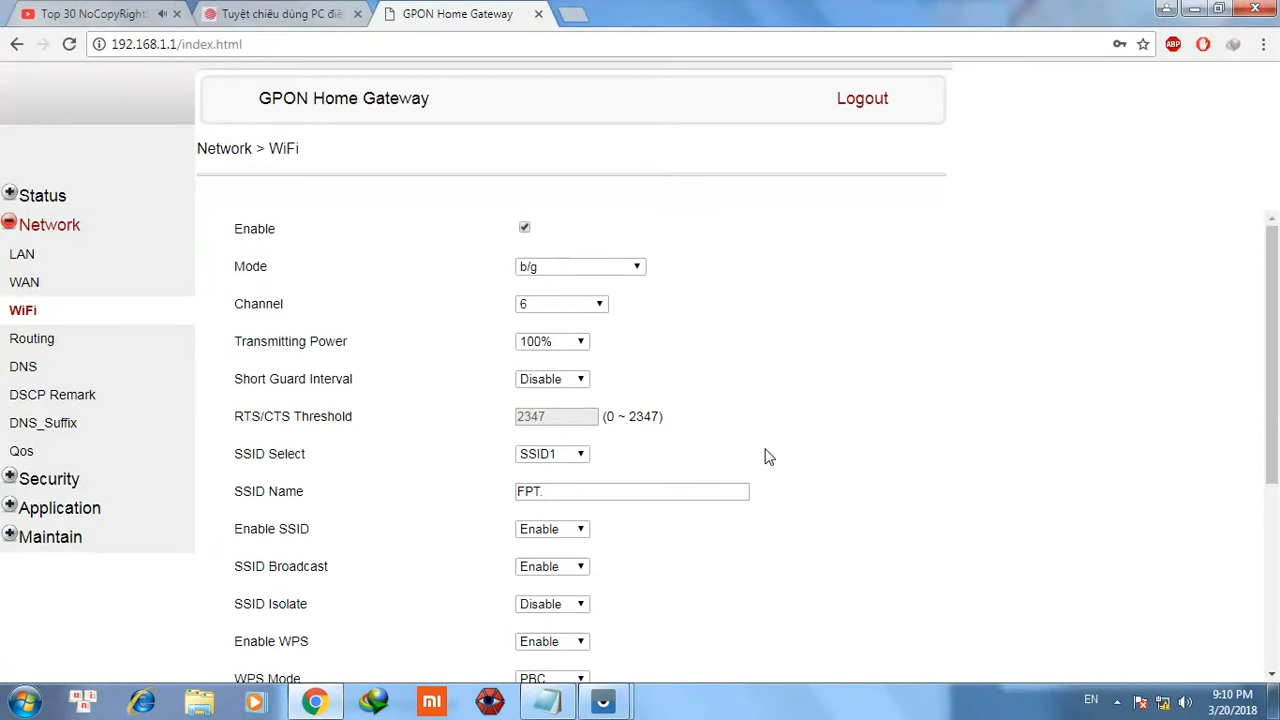 Top 30 NoCopyRight
Tuyệt chiêu dùng PC đi
GPON Home Gateway
192.168.1.1/index.html
ABP
GPON Home Gateway
Logout
Network > WiFi
Status
Network
LAN
WAN
WiFi
Routing
DNS
DSCP Remark
DNS_Suffix
Qos
Security
Application
Maintain
Enable
Mode b/g
Channel 6
Transmitting Power 100%
Short Guard Interval Disable
RTS/CTS Threshold 2347 (0 ~ 2347)
SSID Select SSID1
SSID Name FPT.
Enable SSID Enable
SSID Broadcast Enable
SSID Isolate Disable
Enable WPS Enable
WPS Mode PBC
EN
9:10 PM
3/20/2018